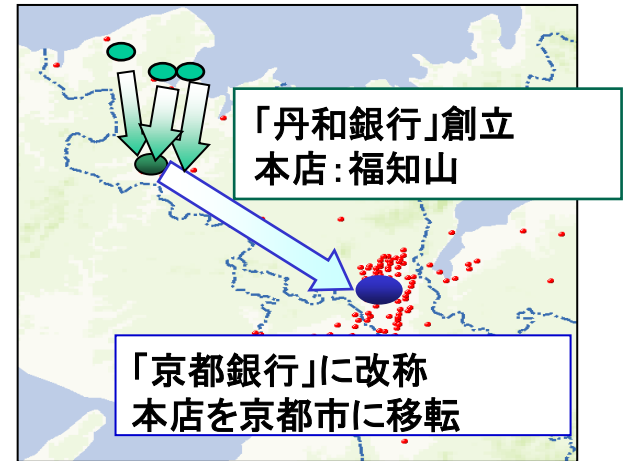 「丹和銀行」創立
本店：福知山
「京都銀行」に改称
本店を京都市に移転